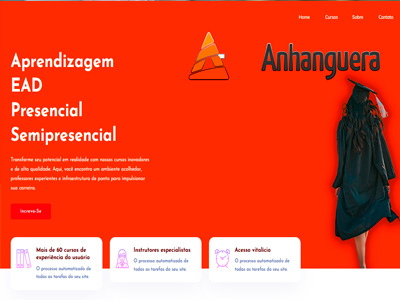 Home Cursos Sobre Contato
Anhanguera
Aprendizagem
EAD
Presencial
Semipresencial
Transforme seu potencial em realidade com nossos cursos inovadores
e de alta qualidade. Aqui, você encontra um ambiente acolhedor,
professores experientes e infraestrutura de ponta para impulsionar
sua carreira.
Increva-Se
Mais de 60 cursos de
experiência do usuário
O processo automatizado de
todas as tarefas do seu site.
Instrutores especialistas
O processo automatizado de
todas as tarefas do seu site.
Acesso vitalício
O processo automatizado de
todas as tarefas do seu site.